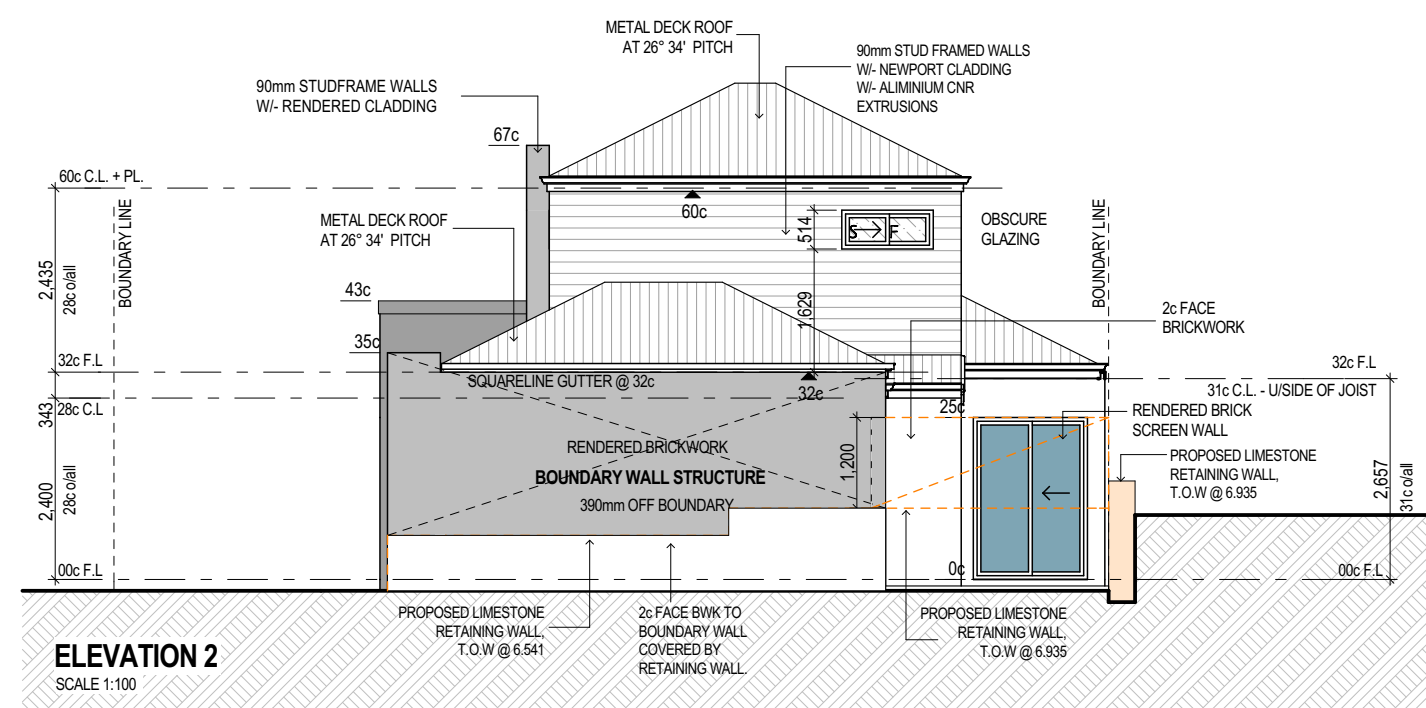 METAL DECK ROOF
AT 26° 34' PITCH
90mm STUD FRAMED WALLS
W/- NEWPORT CLADDING
W/- ALIMINIUM CNR
EXTRUSIONS
90mm STUDFRAME WALLS
W/- RENDERED CLADDING
67c
60c C.L. + PL.
60c
METAL DECK ROOF
AT 26° 34' PITCH
514
S F
OBSCURE
GLAZING
BOUNDARY LINE
BOUNDARY LINE
2,435
28c o/all
43c
1,629
2c FACE
BRICKWORK
35c
32c F.L
32c F.L
SQUARELINE GUTTER @ 32c
32c
31c C.L. - U/SIDE OF JOIST
343
28c C.L
25c
RENDERED BRICK
SCREEN WALL
RENDERED BRICKWORK
BOUNDARY WALL STRUCTURE
390mm OFF BOUNDARY
1,200
PROPOSED LIMESTONE
RETAINING WALL,
T.O.W @ 6.935
2,400
28c o/all
2,657
31c o/all
00c F.L
0c
00c F.L
PROPOSED LIMESTONE
RETAINING WALL,
T.O.W @ 6.541
2c FACE BWK TO
BOUNDARY WALL
COVERED BY
RETAINING WALL.
PROPOSED LIMESTONE
RETAINING WALL,
T.O.W @ 6.935
ELEVATION 2
SCALE 1:100